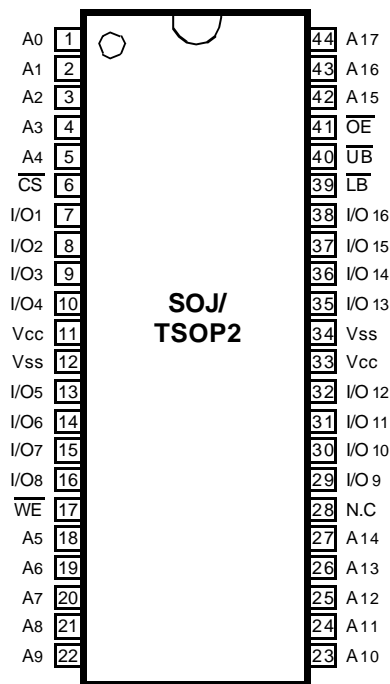 A0 1 44 A17
A1 2 43 A16
A2 3 42 A15
A3 4 41 OE
A4 5 40 UB
CS 6 39 LB
I/O1 7 38 I/O 16
I/O2 8 37 I/O 15
I/O3 9 36 I/O 14
I/O4 10 35 I/O 13
SOJ/
TSOP2
Vcc 11 34 Vss
Vss 12 33 Vcc
I/O5 13 32 I/O 12
I/O6 14 31 I/O 11
I/O7 15 30 I/O 10
I/O8 16 29 I/O 9
WE 17 28 N.C
A5 18 27 A14
A6 19 26 A13
A7 20 25 A12
A8 21 24 A11
A9 22 23 A10